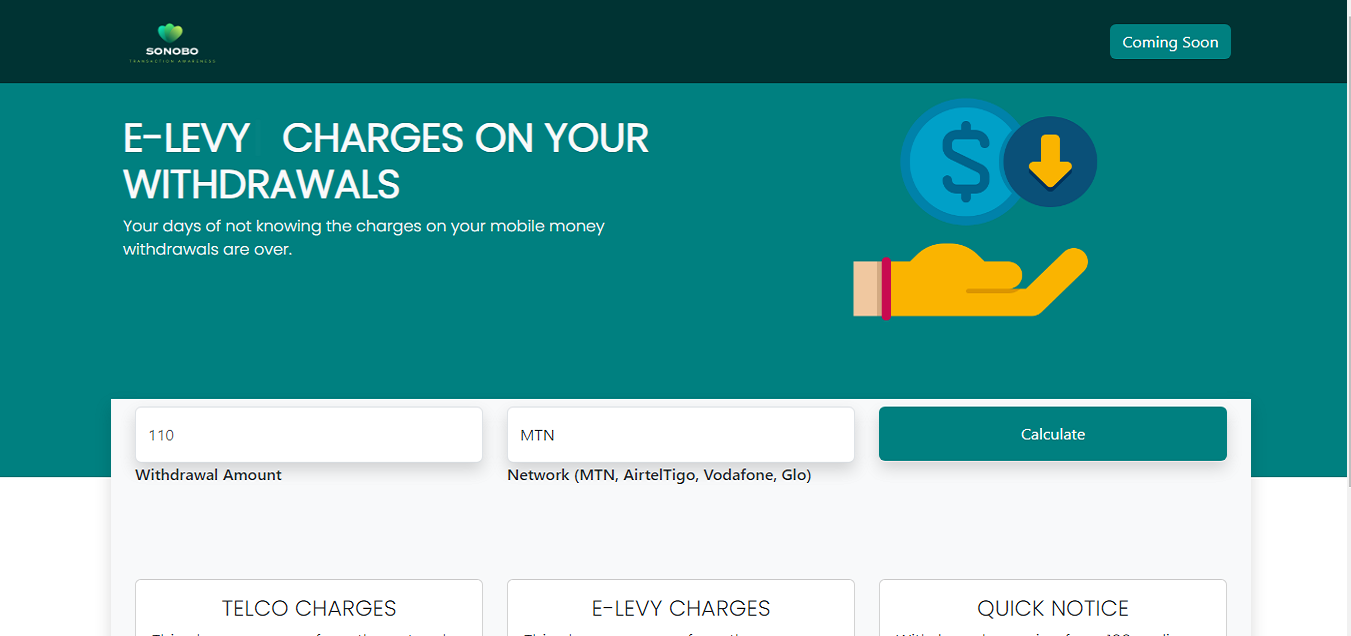 SONOBO
TRANSACTION AWARENESS
Coming Soon
E-LEVY CHARGES ON YOUR
WITHDRAWALS
Your days of not knowing the charges on your mobile money
withdrawals are over.
110
MTN
Calculate
Withdrawal Amount
Network (MTN, AirtelTigo, Vodafone, Glo)
TELCO CHARGES
E-LEVY CHARGES
QUICK NOTICE